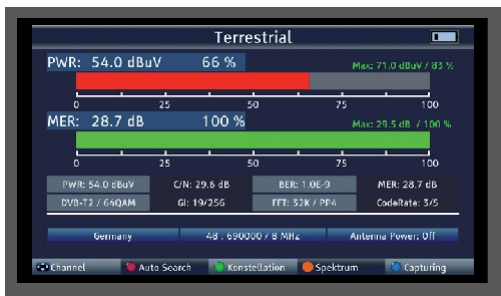 Terrestrial
PWR: 54.0 dBuV 66 %
Max: 71.0 dBuV / 83 %
0 25 50 75 100
MER: 28.7 dB 100 %
Max: 29.5 dB / 100 %
0 25 50 75 100
PWR: 54.0 dBuV C/N: 29.6 dB BER: 1.0E-9 MER: 28.7 dB
DVB-T2 / 64QAM GI: 19/256 FFT: 32K / PP4 CodeRate: 3/5
Germany 48 : 690000 / 8 MHz Antenna Power: Off
Channel Auto Search Konstellation Spektrum Capturing